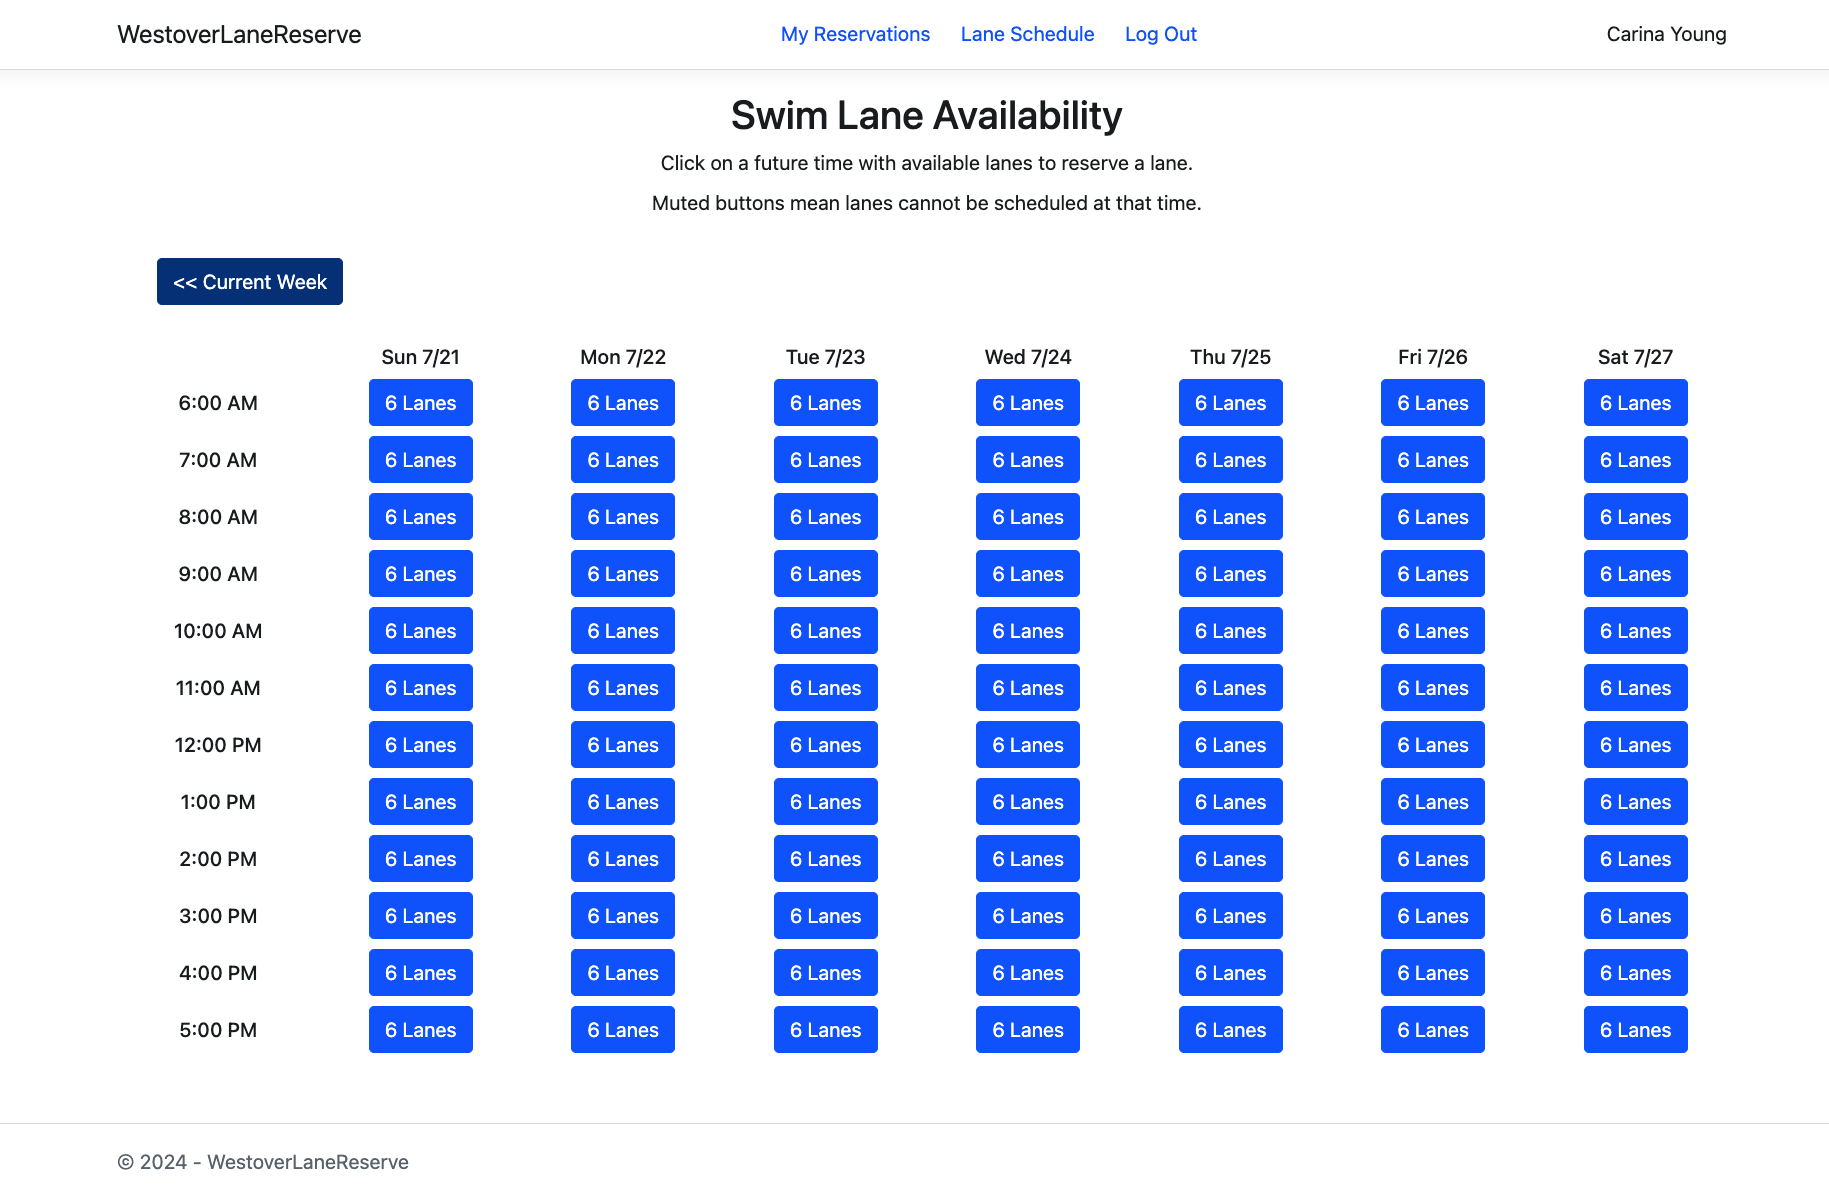 WestoverLaneReserve My Reservations Lane Schedule Log Out Carina Young
Swim Lane Availability
Click on a future time with available lanes to reserve a lane.
Muted buttons mean lanes cannot be scheduled at that time.
<< Current Week
Sun 7/21 Mon 7/22 Tue 7/23 Wed 7/24 Thu 7/25 Fri 7/26 Sat 7/27
6:00 AM 6 Lanes 6 Lanes 6 Lanes 6 Lanes 6 Lanes 6 Lanes 6 Lanes
7:00 AM 6 Lanes 6 Lanes 6 Lanes 6 Lanes 6 Lanes 6 Lanes 6 Lanes
8:00 AM 6 Lanes 6 Lanes 6 Lanes 6 Lanes 6 Lanes 6 Lanes 6 Lanes
9:00 AM 6 Lanes 6 Lanes 6 Lanes 6 Lanes 6 Lanes 6 Lanes 6 Lanes
10:00 AM 6 Lanes 6 Lanes 6 Lanes 6 Lanes 6 Lanes 6 Lanes 6 Lanes
11:00 AM 6 Lanes 6 Lanes 6 Lanes 6 Lanes 6 Lanes 6 Lanes 6 Lanes
12:00 PM 6 Lanes 6 Lanes 6 Lanes 6 Lanes 6 Lanes 6 Lanes 6 Lanes
1:00 PM 6 Lanes 6 Lanes 6 Lanes 6 Lanes 6 Lanes 6 Lanes 6 Lanes
2:00 PM 6 Lanes 6 Lanes 6 Lanes 6 Lanes 6 Lanes 6 Lanes 6 Lanes
3:00 PM 6 Lanes 6 Lanes 6 Lanes 6 Lanes 6 Lanes 6 Lanes 6 Lanes
4:00 PM 6 Lanes 6 Lanes 6 Lanes 6 Lanes 6 Lanes 6 Lanes 6 Lanes
5:00 PM 6 Lanes 6 Lanes 6 Lanes 6 Lanes 6 Lanes 6 Lanes 6 Lanes
© 2024 - WestoverLaneReserve